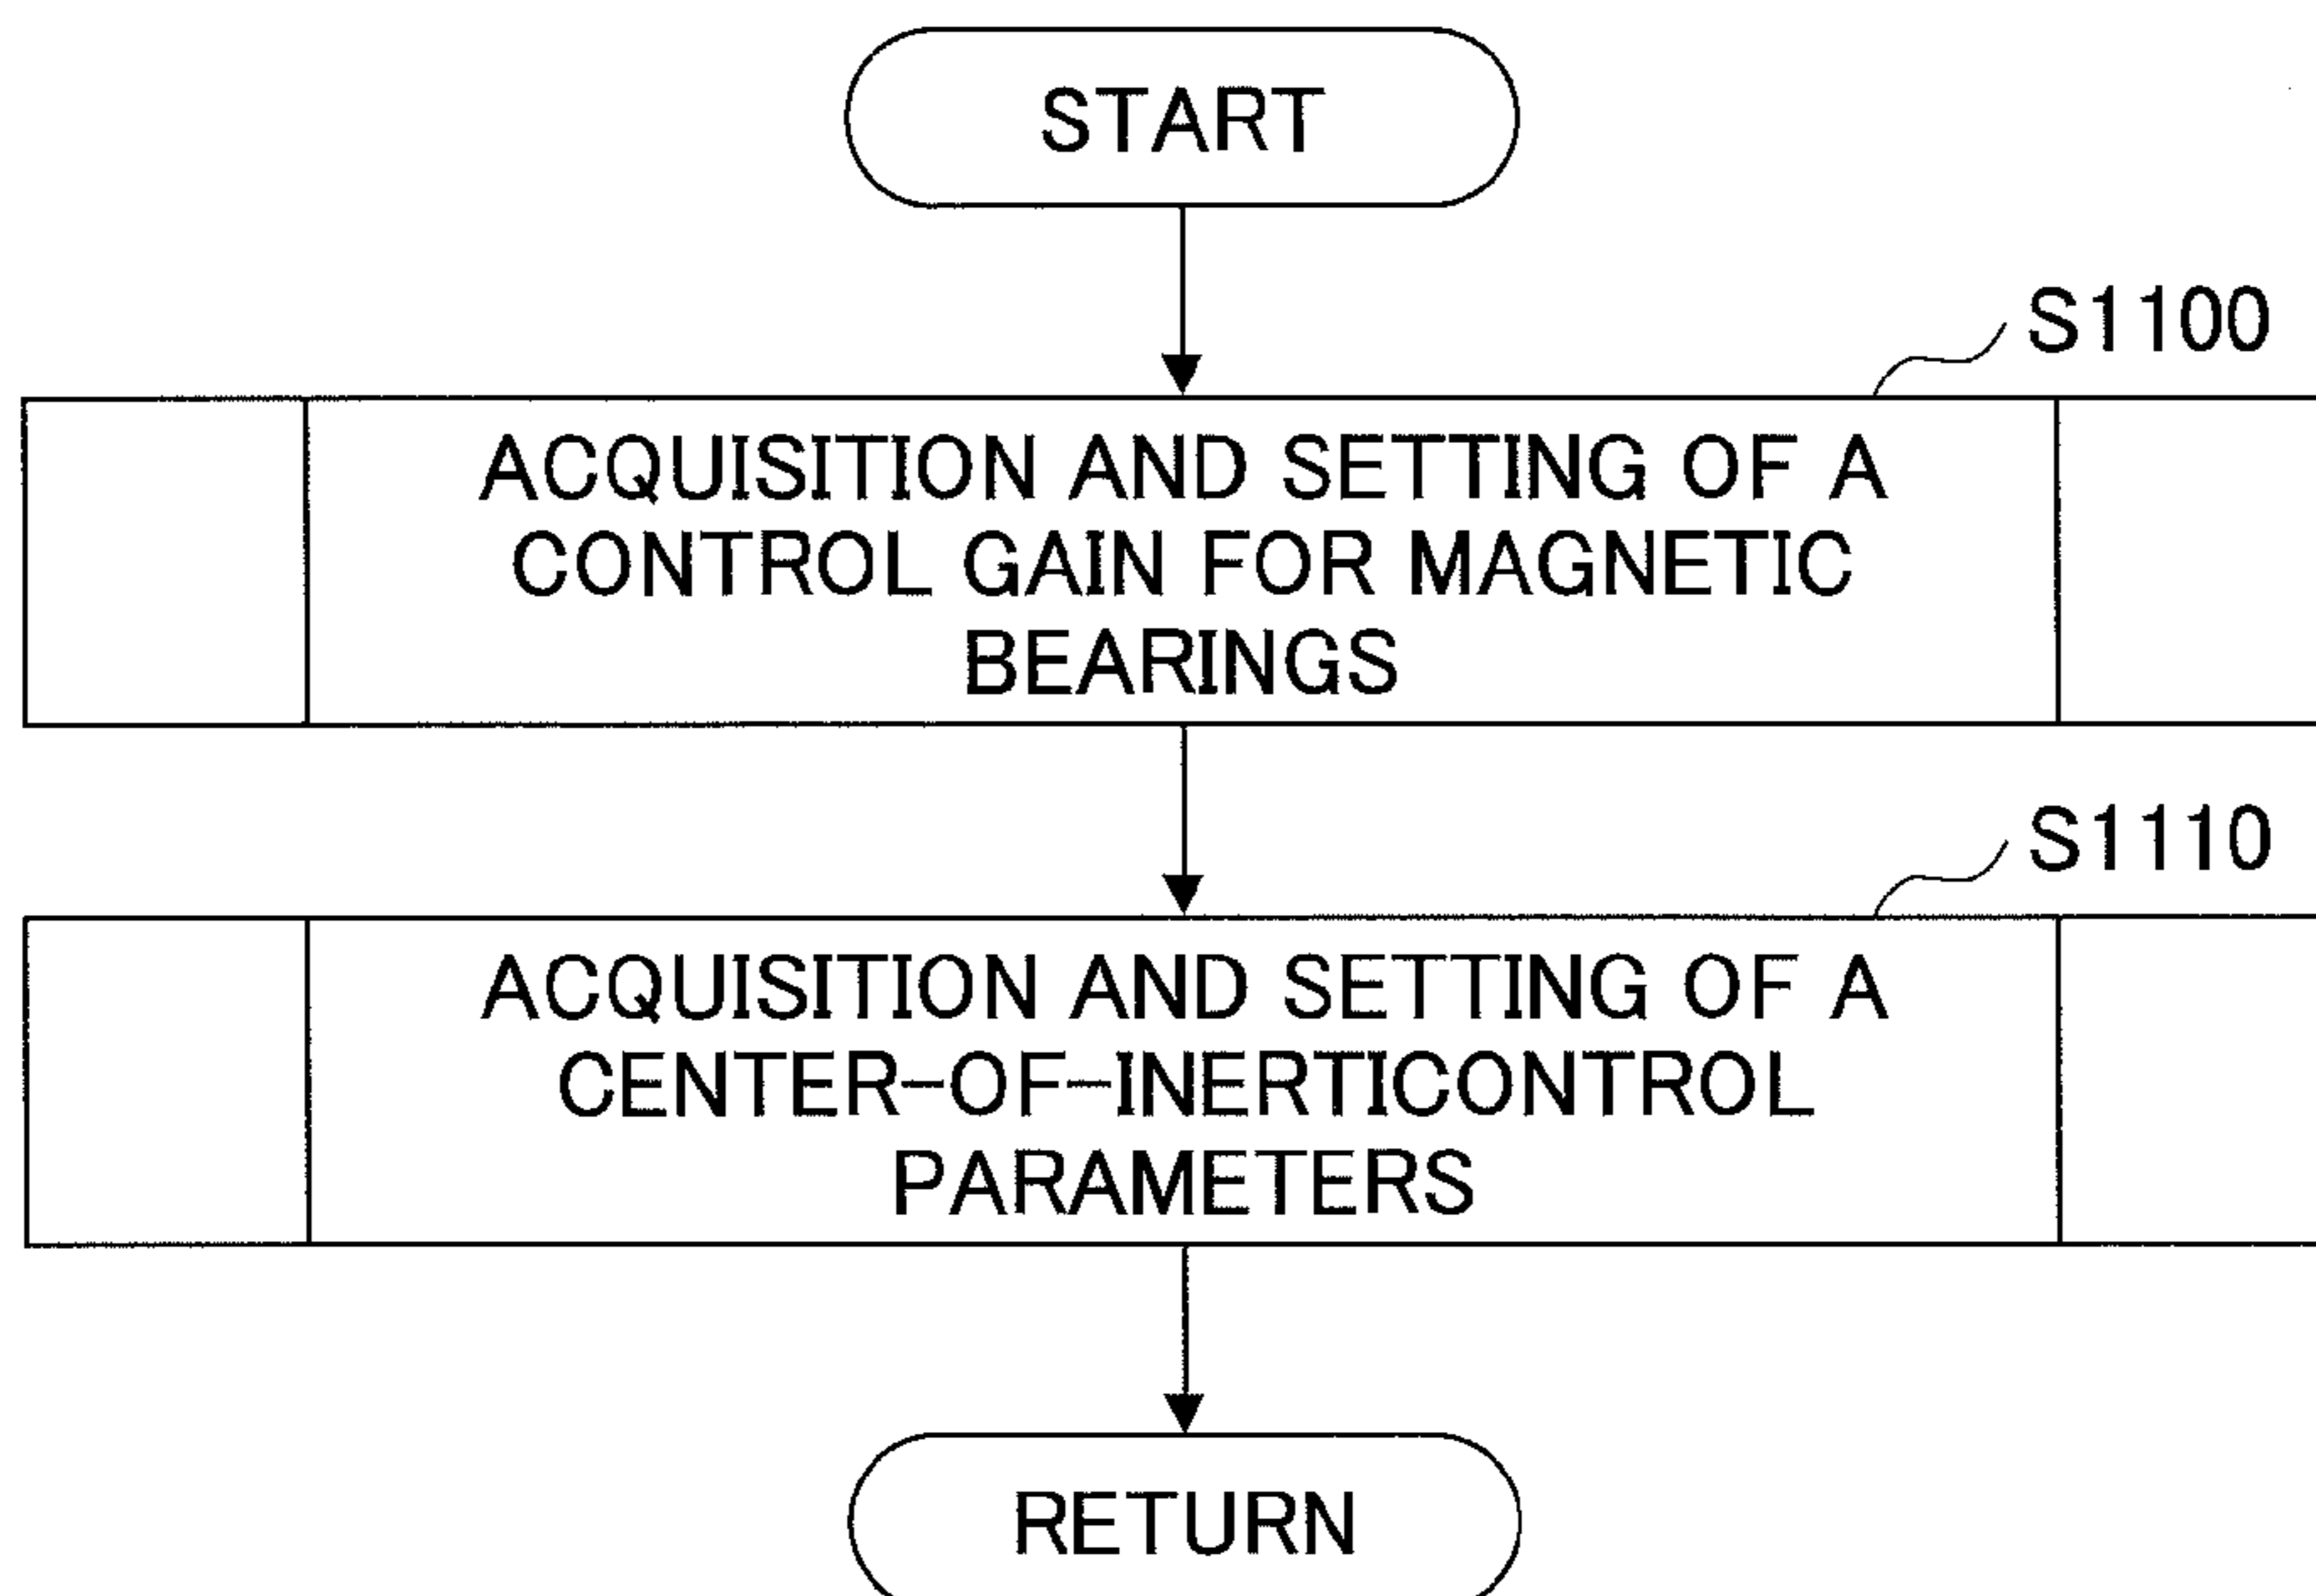 START
S1100
ACQUISITION AND SETTING OF A
CONTROL GAIN FOR MAGNETIC
BEARINGS
S1110
ACQUISITION AND SETTING OF A
CENTER-OF-INERTICONTROL
PARAMETERS
RETURN